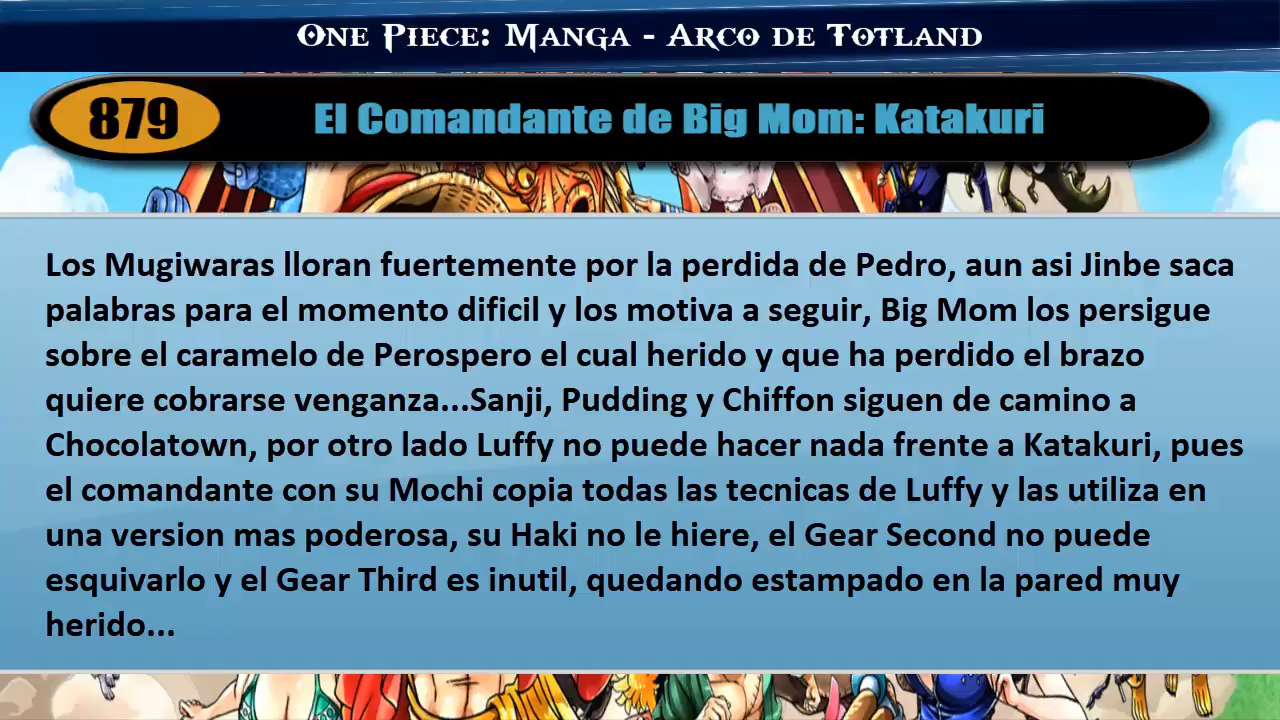 One Piece: Manga - Arco de Totland
879
El Comandante de Big Mom: Katakuri
Los Mugiwaras lloran fuertemente por la perdida de Pedro, aun asi Jinbe saca
palabras para el momento dificil y los motiva a seguir, Big Mom los persigue
sobre el caramelo de Perospero el cual herido y que ha perdido el brazo
quiere cobrarse venganza...Sanji, Pudding y Chiffon siguen de camino a
Chocolatown, por otro lado Luffy no puede hacer nada frente a Katakuri, pues
el comandante con su Mochi copia todas las tecnicas de Luffy y las utiliza en
una version mas poderosa, su Haki no le hiere, el Gear Second no puede
esquivarlo y el Gear Third es inutil, quedando estampado en la pared muy
herido...